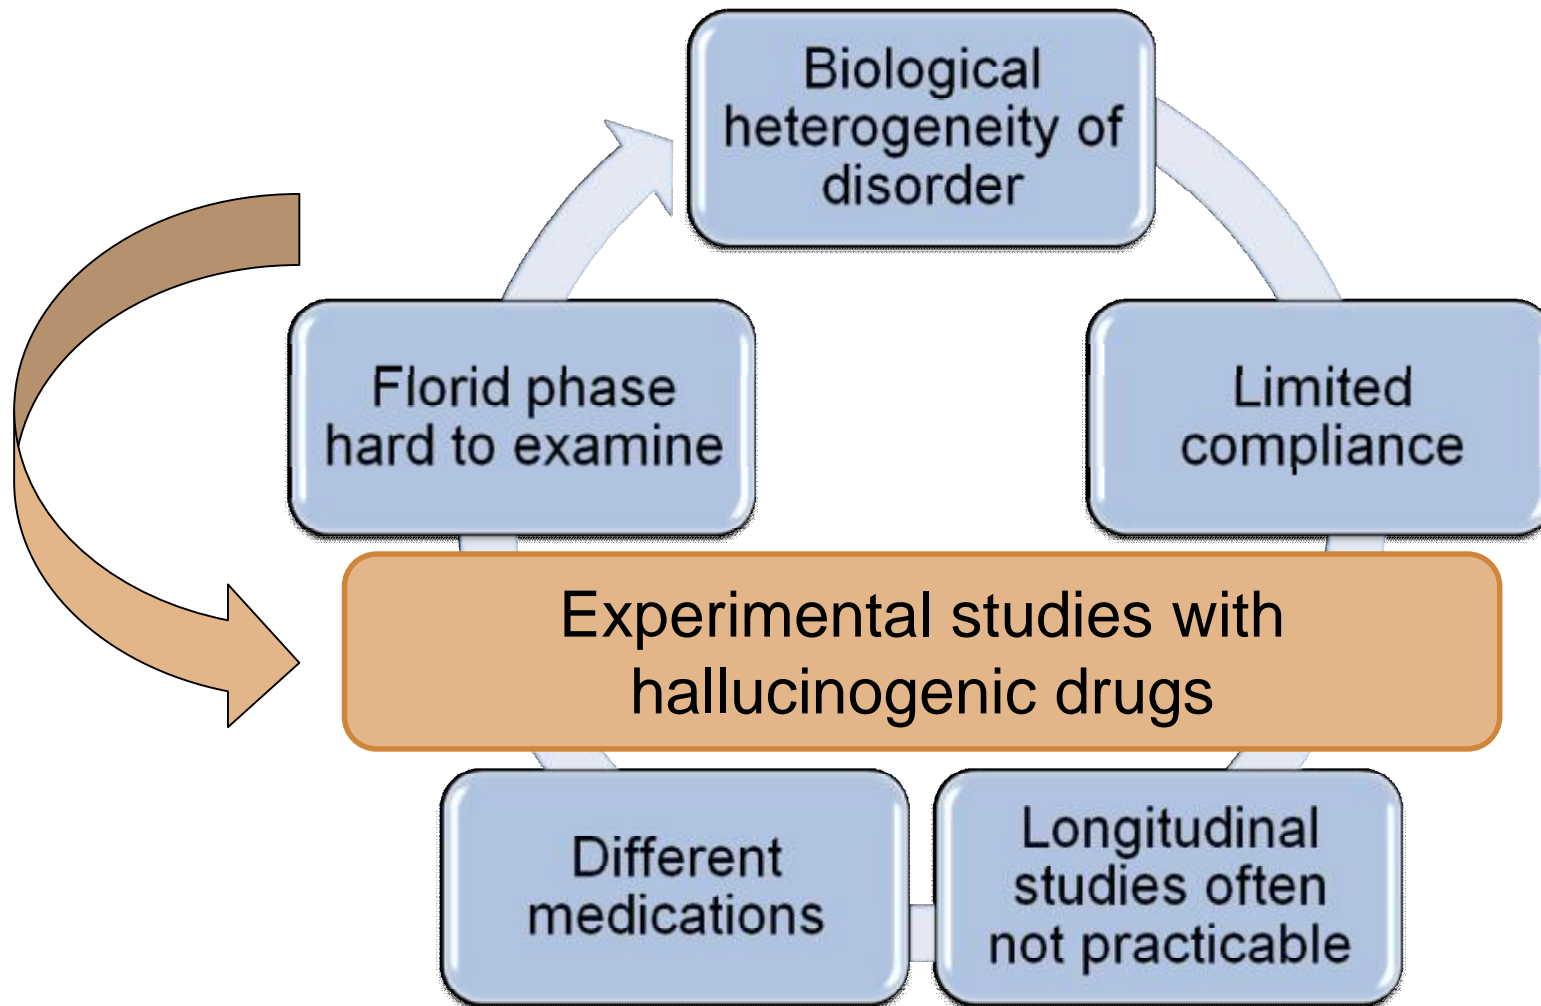 Biological
heterogeneity of
disorder
Florid phase
hard to examine
Limited
compliance
Experimental studies with
hallucinogenic drugs
Different
medications
Longitudinal
studies often
not practicable